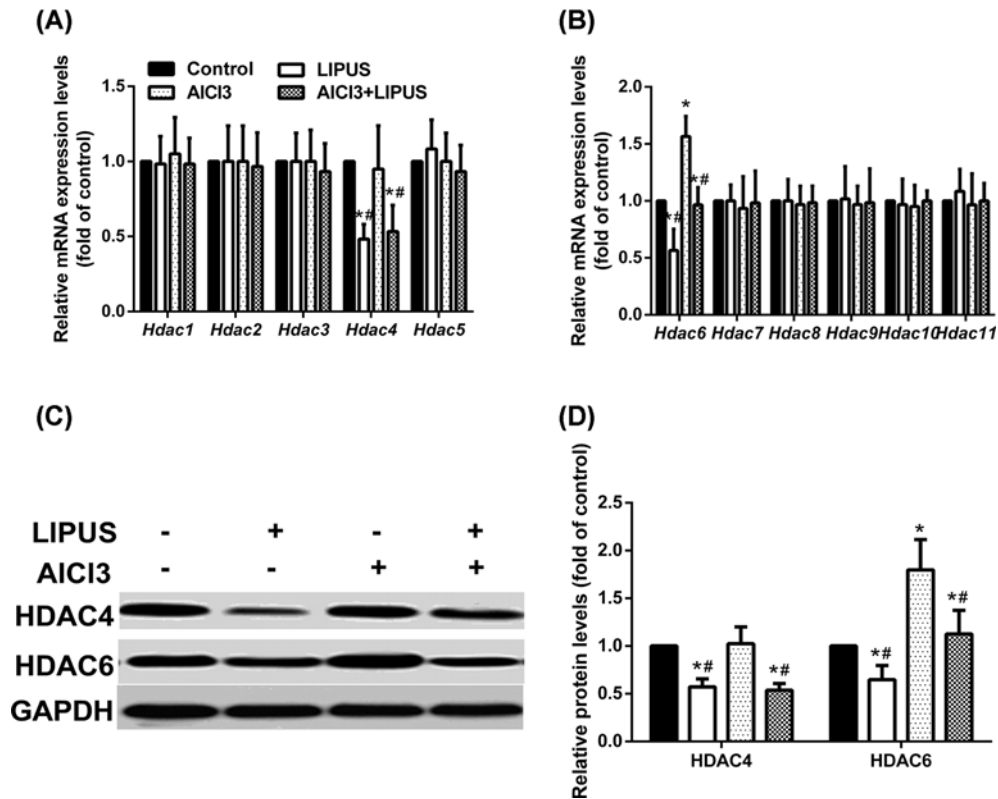 (A)
Relative mRNA expression levels
(fold of control)
1.5
1.0
0.5
0.0
Control
LIPUS
AlCl3
AlCl3+LIPUS
*#
*#
Hdac1 Hdac2 Hdac3 Hdac4 Hdac5
(B)
Relative mRNA expression levels
(fold of control)
2.0
1.5
1.0
0.5
0.0
*
*#
*#
Hdac6 Hdac7 Hdac8 Hdac9 Hdac10 Hdac11
(C)
LIPUS - + - +
AlCl3 - - + +
HDAC4
HDAC6
GAPDH
(D)
Relative protein levels (fold of control)
2.5
2.0
1.5
1.0
0.5
0.0
*#
*#
*#
*
*#
HDAC4 HDAC6